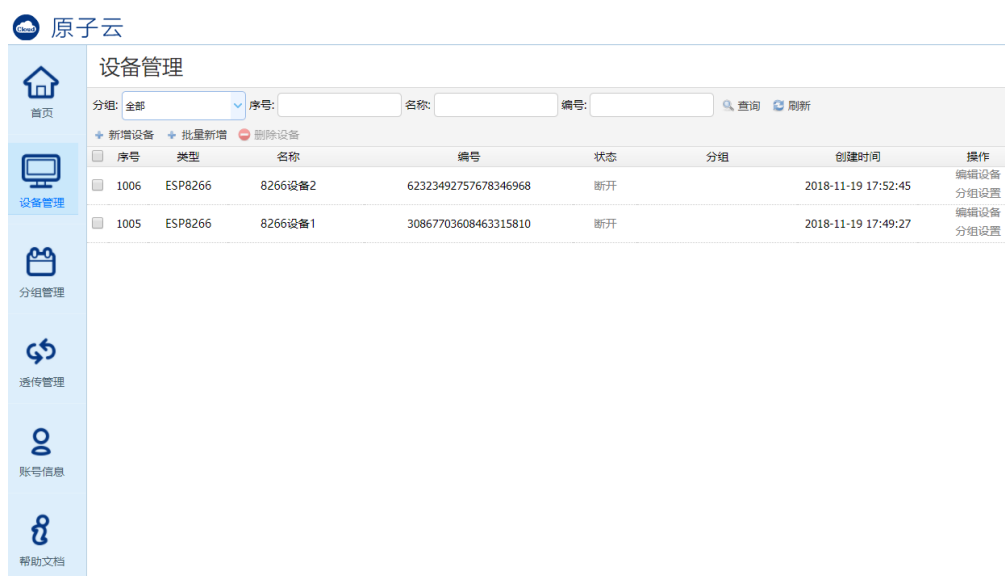 Cloud 原子云
设备管理
首页
设备管理
分组管理
透传管理
账号信息
帮助文档
分组: 全部 序号: 名称: 编号: 查询 刷新
新增设备 批量新增 删除设备
序号 类型 名称 编号 状态 分组 创建时间 操作
1006 ESP8266 8266设备2 62323492757678346968 断开 2018-11-19 17:52:45 编辑设备
分组设置
1005 ESP8266 8266设备1 30867703608463315810 断开 2018-11-19 17:49:27 编辑设备
分组设置